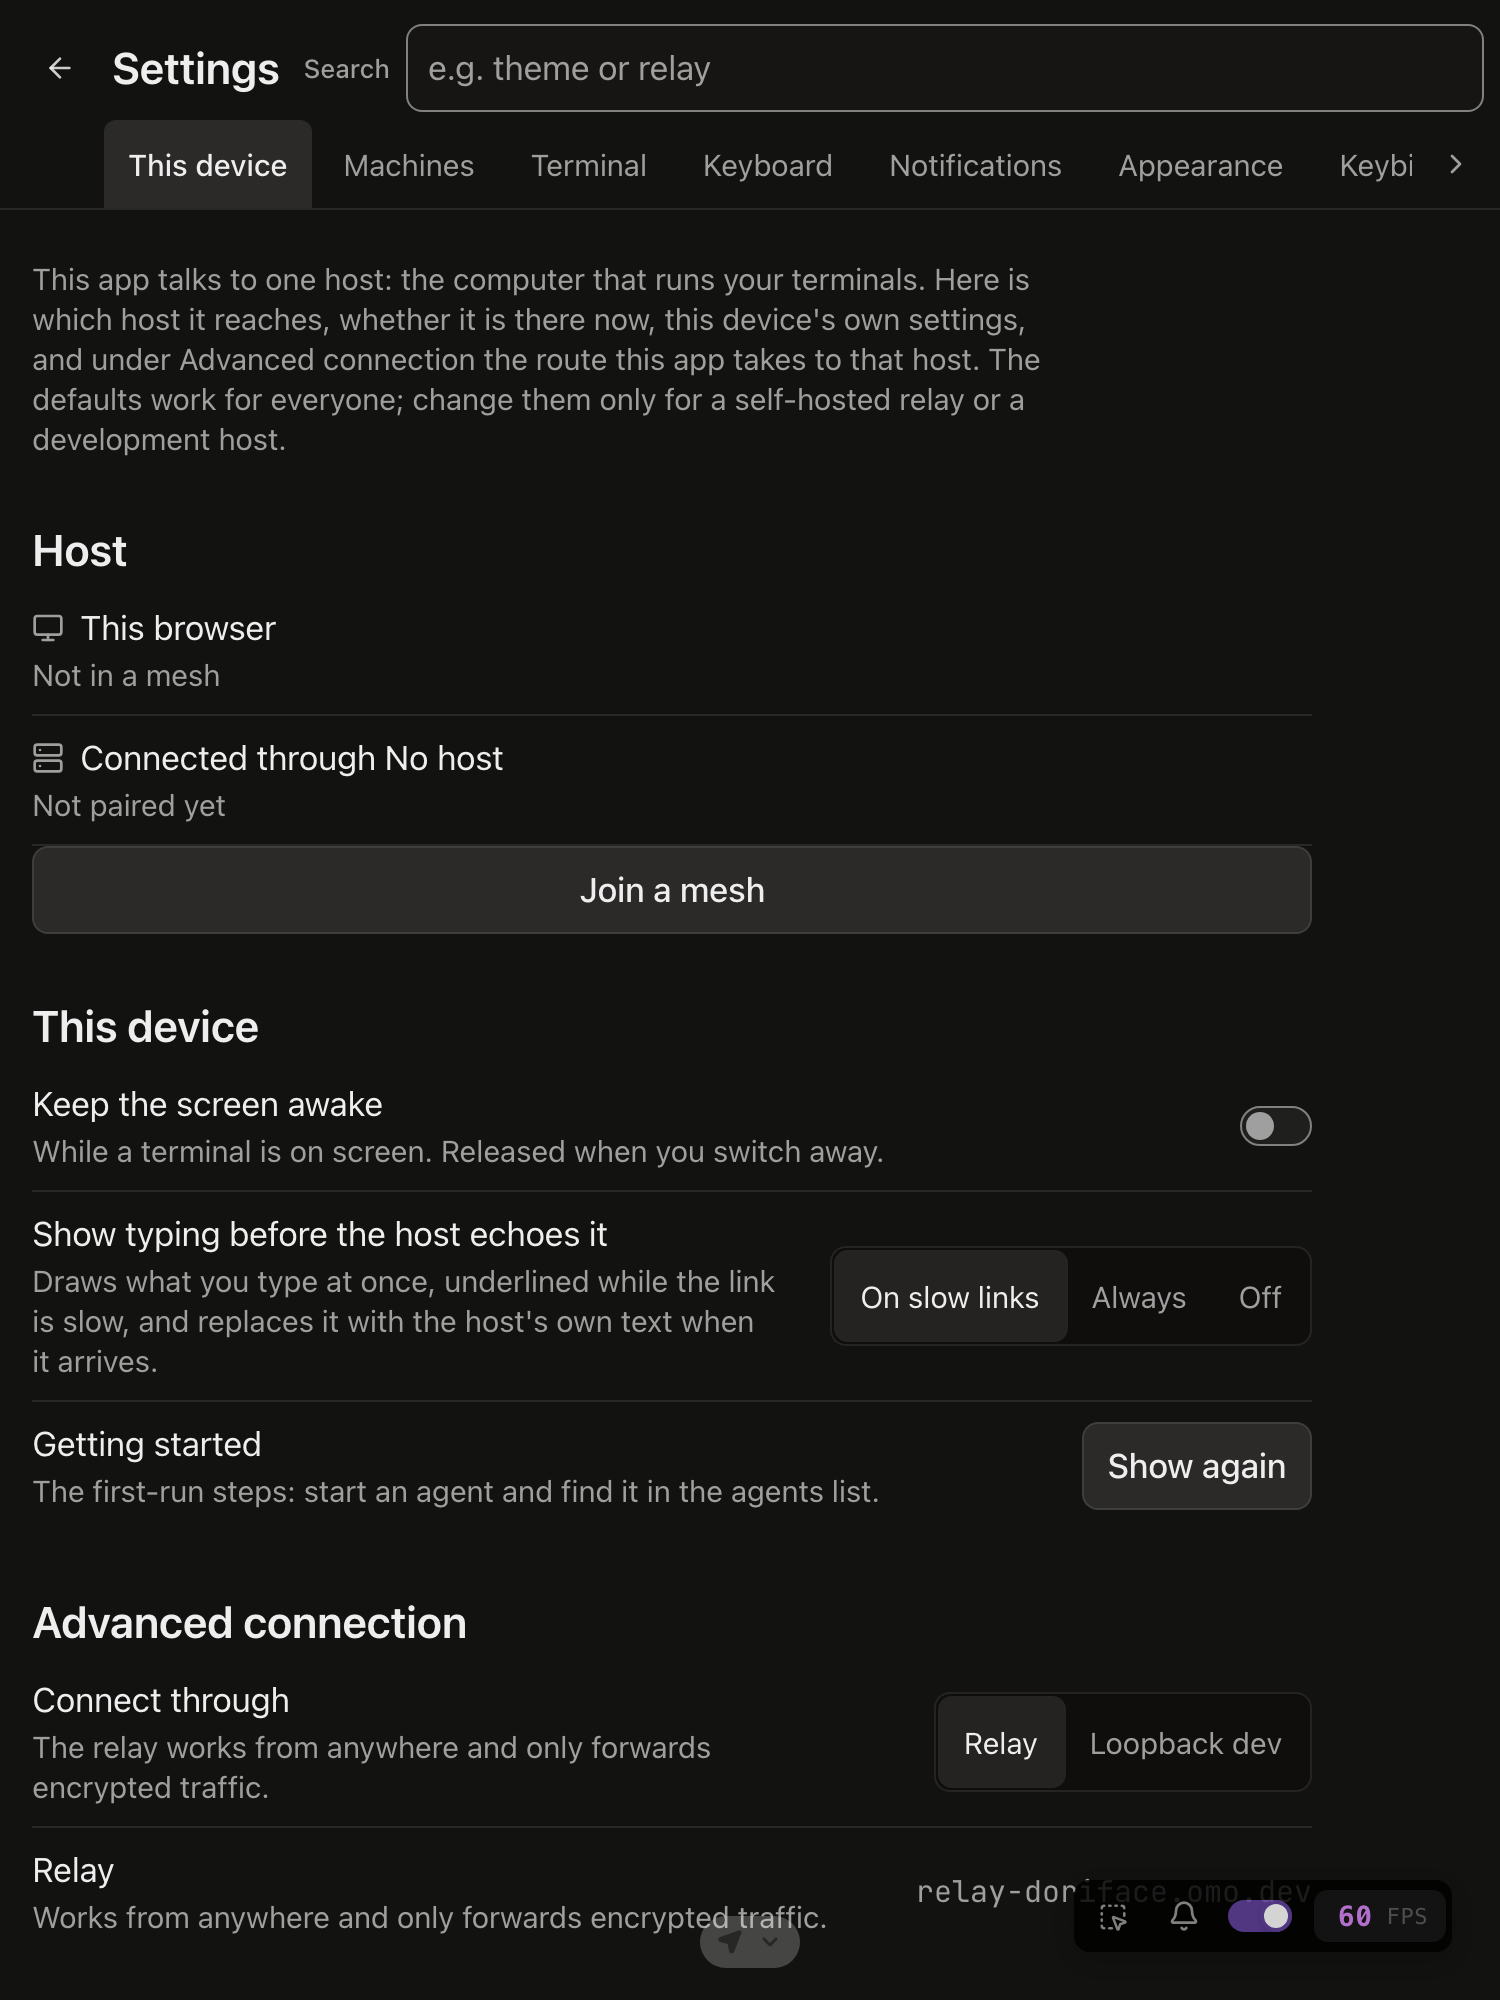 Settings
Search
e.g. theme or relay
This device
Machines
Terminal
Keyboard
Notifications
Appearance
Keybi
This app talks to one host: the computer that runs your terminals. Here is
which host it reaches, whether it is there now, this device's own settings,
and under Advanced connection the route this app takes to that host. The
defaults work for everyone; change them only for a self-hosted relay or a
development host.
Host
This browser
Not in a mesh
Connected through No host
Not paired yet
Join a mesh
This device
Keep the screen awake
While a terminal is on screen. Released when you switch away.
Show typing before the host echoes it
Draws what you type at once, underlined while the link
is slow, and replaces it with the host's own text when
it arrives.
On slow links
Always
Off
Getting started
The first-run steps: start an agent and find it in the agents list.
Show again
Advanced connection
Connect through
The relay works from anywhere and only forwards
encrypted traffic.
Relay
Loopback dev
Relay
Works from anywhere and only forwards encrypted traffic.
relay-doriface.omo.dev
60 FPS